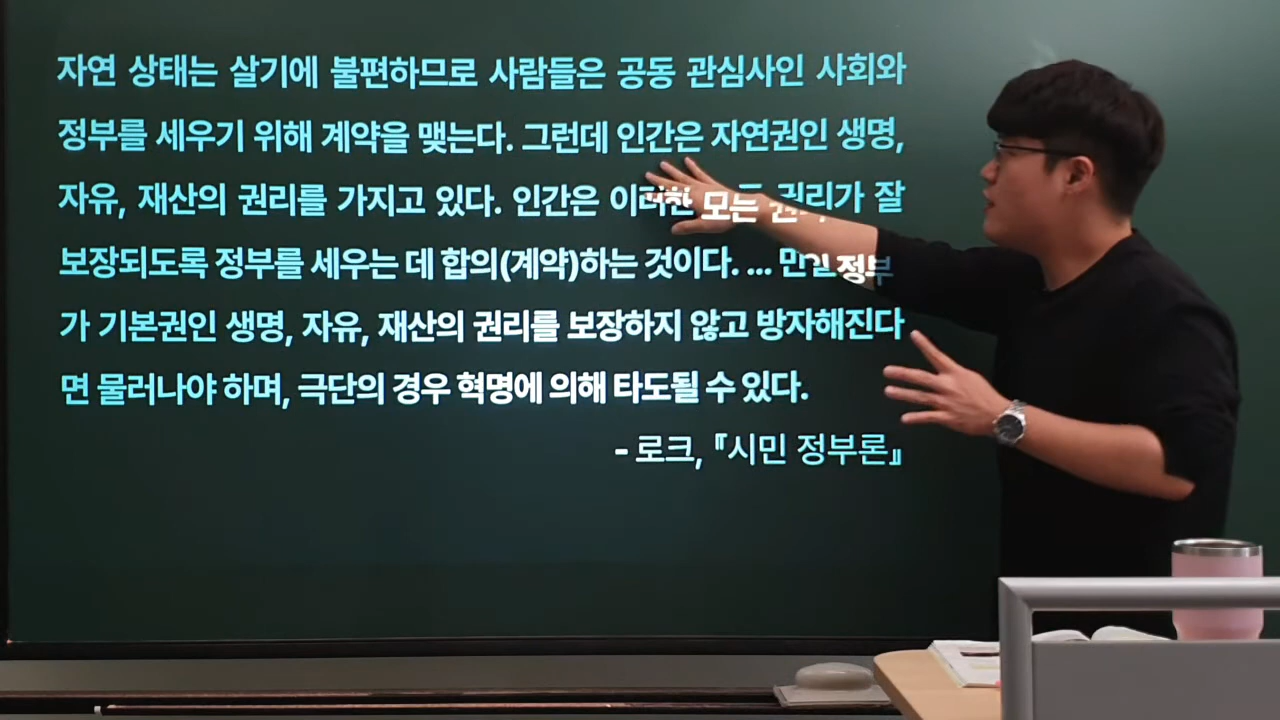 자연 상태는 살기에 불편하므로 사람들은 공동 관심사인 사회와
정부를 세우기 위해 계약을 맺는다. 그런데 인간은 자연권인 생명,
자유, 재산의 권리를 가지고 있다. 인간은 이러한 모든 권리가 잘
보장되도록 정부를 세우는 데 합의(계약)하는 것이다. ... 만일 정부
가 기본권인 생명, 자유, 재산의 권리를 보장하지 않고 방자해진다
면 물러나야 하며, 극단의 경우 혁명에 의해 타도될 수 있다.
- 로크, 『시민 정부론』